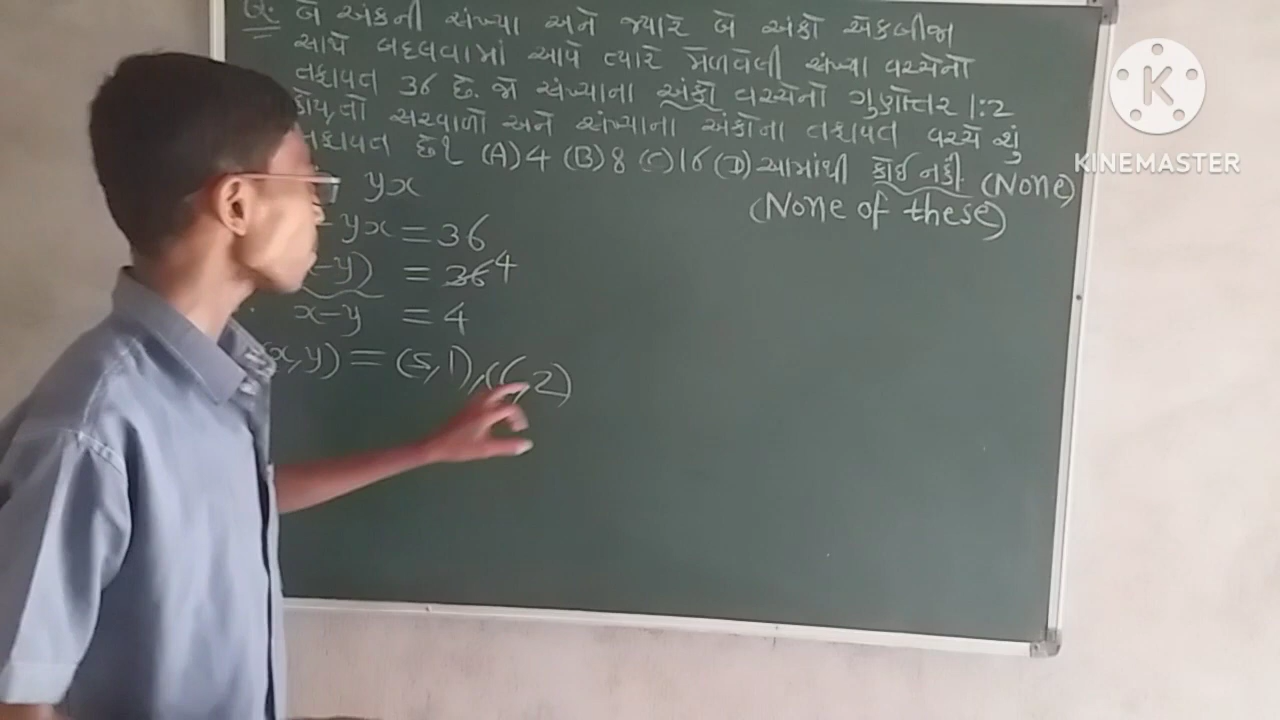 Q: બે અંકની સંખ્યા અને જ્યારે બે અંકો એકબીજા
સાથે બદલવામાં આવે ત્યારે મેળવેલી સંખ્યા વચ્ચેનો
તફાવત 36 છે. જો સંખ્યાના અંકો વચ્ચેનો ગુણોત્તર 1:2
હોય, તો સરવાળો અને સંખ્યાના અંકોના તફાવત વચ્ચે શું
તફાવત છે? (A) 4 (B) 8 (C) 16 (D) આમાંથી કોઈ નહી. (None)
(None of these)
yx
- yx = 36
x-y) = 36 4
x-y = 4
(x,y) = (5,1), (6,2)
K
KINEMASTER